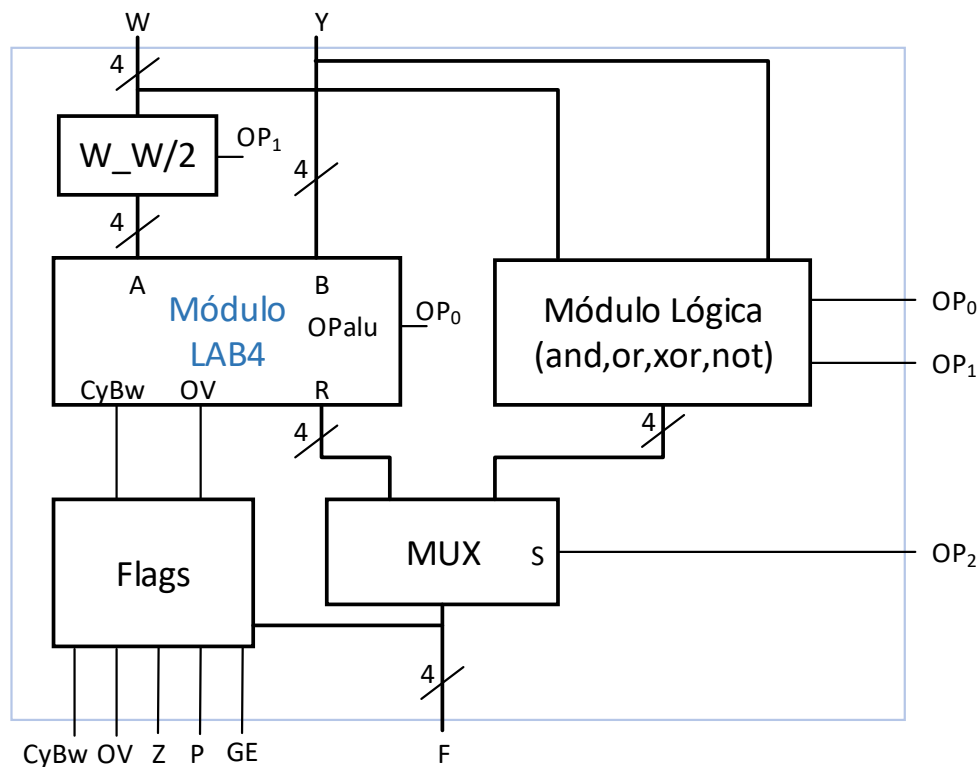 W
Y
4
W_W/2
OP₁
4
4
A
B
Módulo
LAB4
OPalu
OP₀
CyBw
OV
R
Módulo Lógica
(and,or,xor,not)
OP₀
OP₁
4
4
Flags
MUX
S
OP₂
4
CyBw
OV
Z
P
GE
F